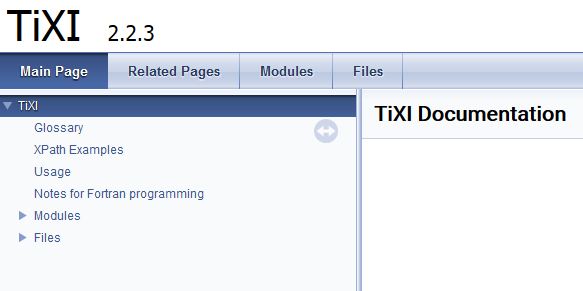 TiXI 2.2.3
Main Page Related Pages Modules Files
TiXI
Glossary
XPath Examples
Usage
Notes for Fortran programming
Modules
Files
TiXI Documentation